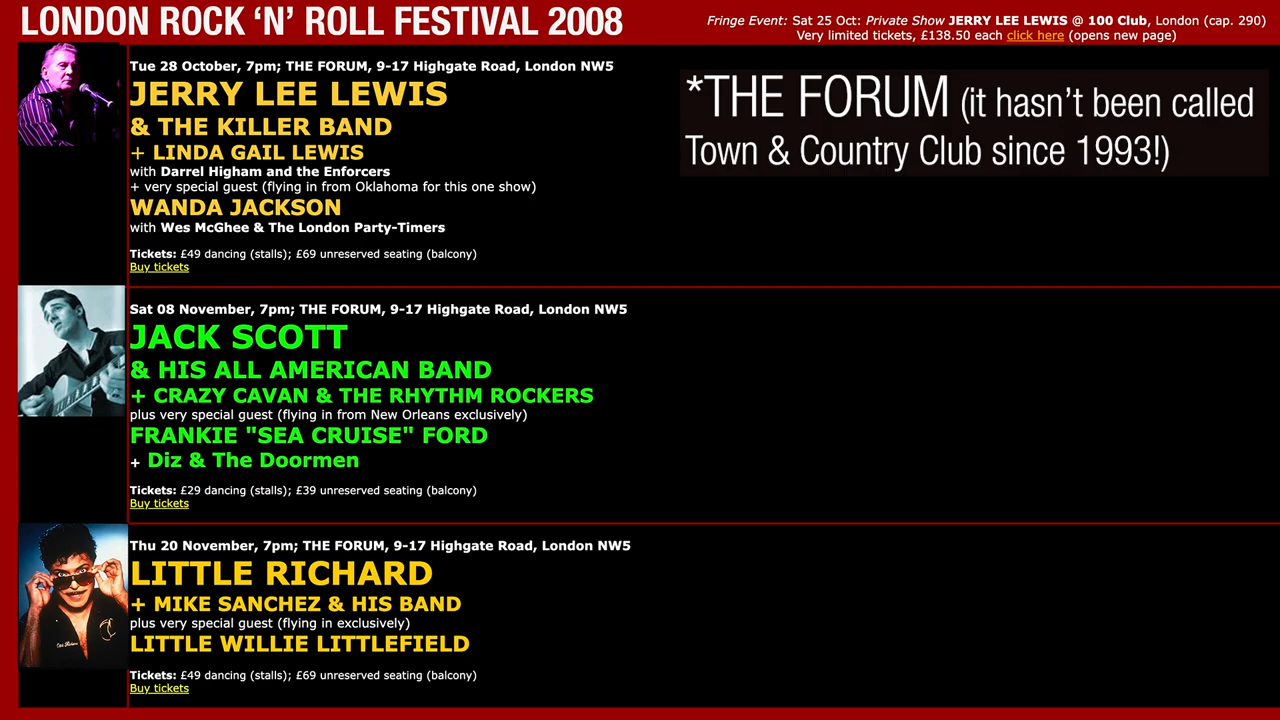 LONDON ROCK ‘N’ ROLL FESTIVAL 2008
Fringe Event: Sat 25 Oct: Private Show JERRY LEE LEWIS @ 100 Club, London (cap. 290)
Very limited tickets, £138.50 each click here (opens new page)
Tue 28 October, 7pm; THE FORUM, 9-17 Highgate Road, London NW5
JERRY LEE LEWIS
& THE KILLER BAND
+ LINDA GAIL LEWIS
with Darrel Higham and the Enforcers
+ very special guest (flying in from Oklahoma for this one show)
WANDA JACKSON
with Wes McGhee & The London Party-Timers
Tickets: £49 dancing (stalls); £69 unreserved seating (balcony)
Buy tickets
*THE FORUM (it hasn’t been called
Town & Country Club since 1993!)
Sat 08 November, 7pm; THE FORUM, 9-17 Highgate Road, London NW5
JACK SCOTT
& HIS ALL AMERICAN BAND
+ CRAZY CAVAN & THE RHYTHM ROCKERS
plus very special guest (flying in from New Orleans exclusively)
FRANKIE "SEA CRUISE" FORD
+ Diz & The Doormen
Tickets: £29 dancing (stalls); £39 unreserved seating (balcony)
Buy tickets
Thu 20 November, 7pm; THE FORUM, 9-17 Highgate Road, London NW5
LITTLE RICHARD
+ MIKE SANCHEZ & HIS BAND
plus very special guest (flying in exclusively)
LITTLE WILLIE LITTLEFIELD
Tickets: £49 dancing (stalls); £69 unreserved seating (balcony)
Buy tickets